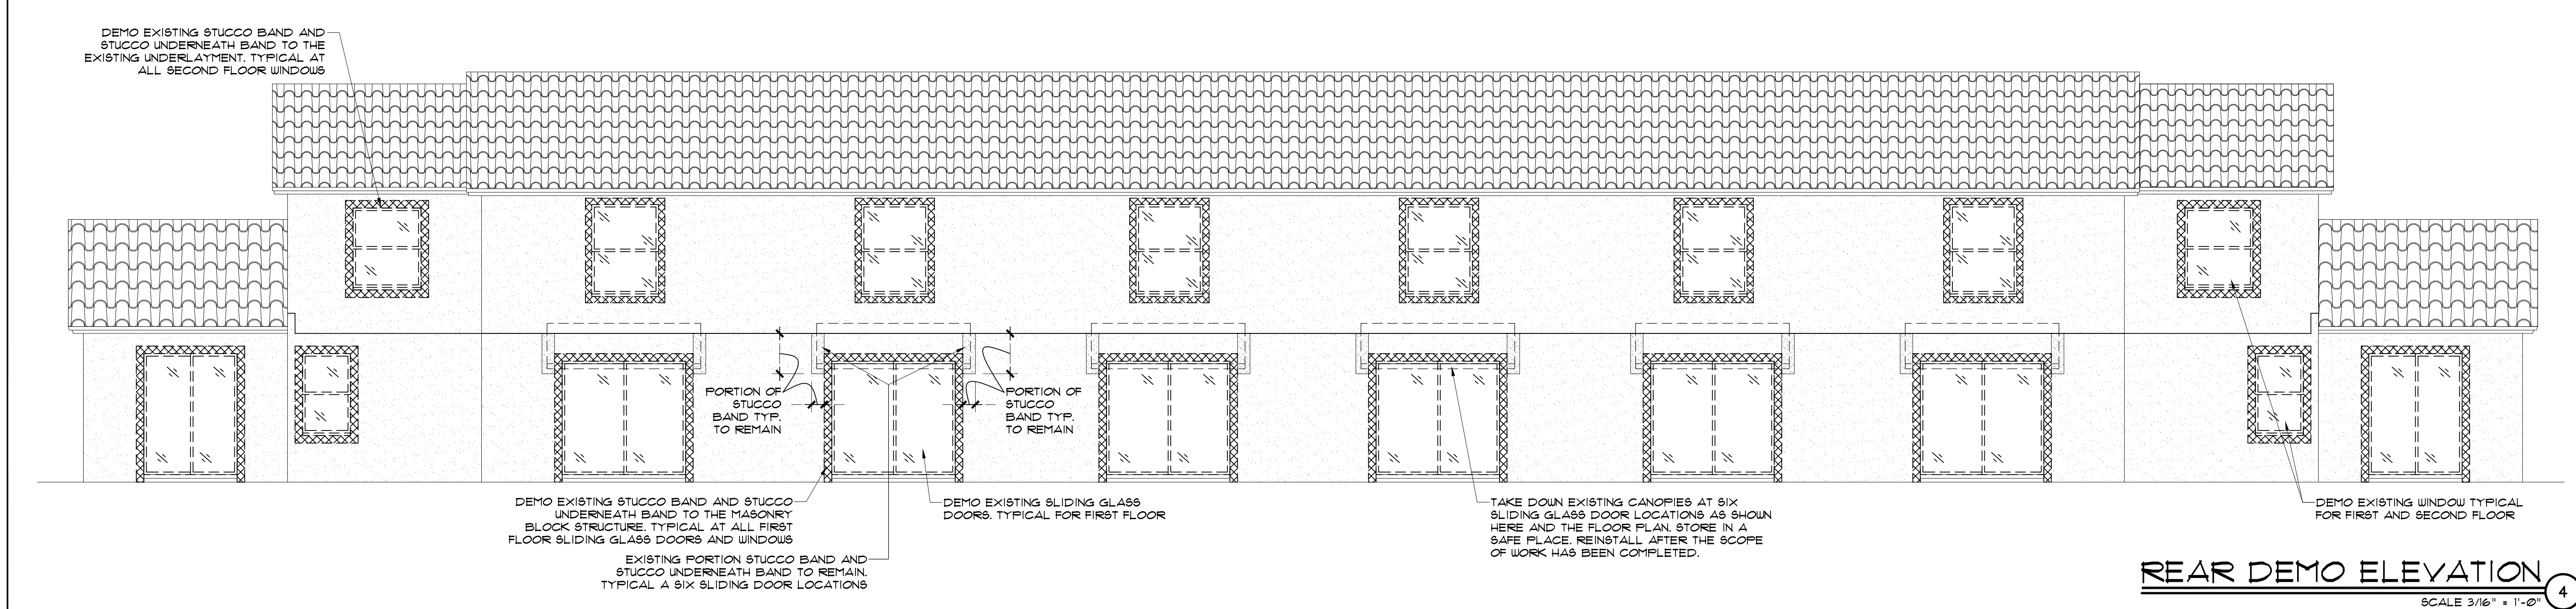 DEMO EXISTING STUCCO BAND AND
STUCCO UNDERNEATH BAND TO THE
EXISTING UNDERLAYMENT. TYPICAL AT
ALL SECOND FLOOR WINDOWS
PORTION OF
STUCCO
BAND TYP.
TO REMAIN
PORTION OF
STUCCO
BAND TYP.
TO REMAIN
DEMO EXISTING STUCCO BAND AND STUCCO
UNDERNEATH BAND TO THE MASONRY
BLOCK STRUCTURE. TYPICAL AT ALL FIRST
FLOOR SLIDING GLASS DOORS AND WINDOWS
EXISTING PORTION STUCCO BAND AND
STUCCO UNDERNEATH BAND TO REMAIN.
TYPICAL A SIX SLIDING DOOR LOCATIONS
DEMO EXISTING SLIDING GLASS
DOORS. TYPICAL FOR FIRST FLOOR
TAKE DOWN EXISTING CANOPIES AT SIX
SLIDING GLASS DOOR LOCATIONS AS SHOWN
HERE AND THE FLOOR PLAN. STORE IN A
SAFE PLACE. REINSTALL AFTER THE SCOPE
OF WORK HAS BEEN COMPLETED.
DEMO EXISTING WINDOW TYPICAL
FOR FIRST AND SECOND FLOOR
REAR DEMO ELEVATION
4
SCALE 3/16" = 1'-0"